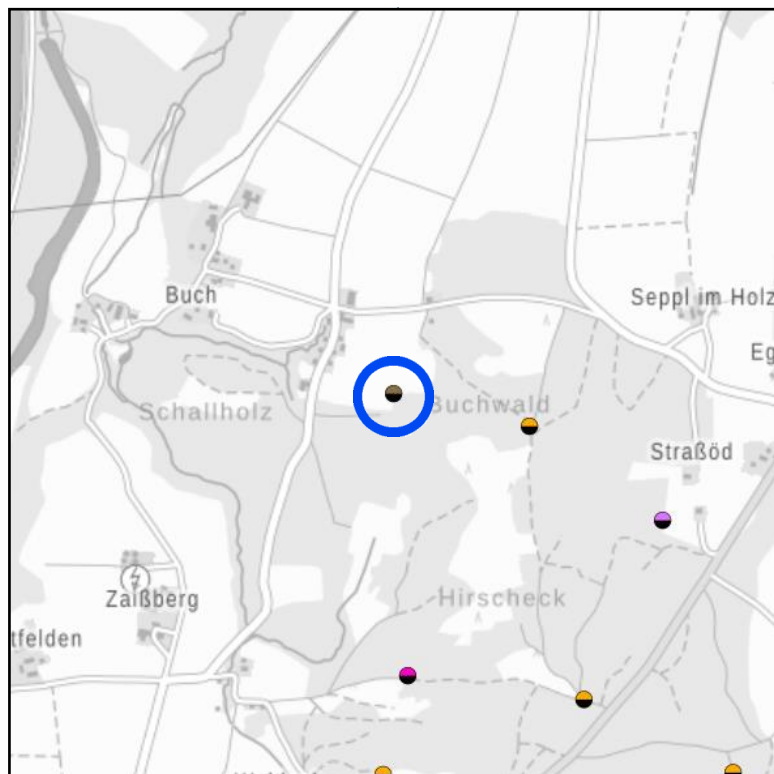 Buch
Seppl im Holz
Eg
Schallholz
Buchwald
Straßöd
Zaißberg
Hirscheck
tfelden